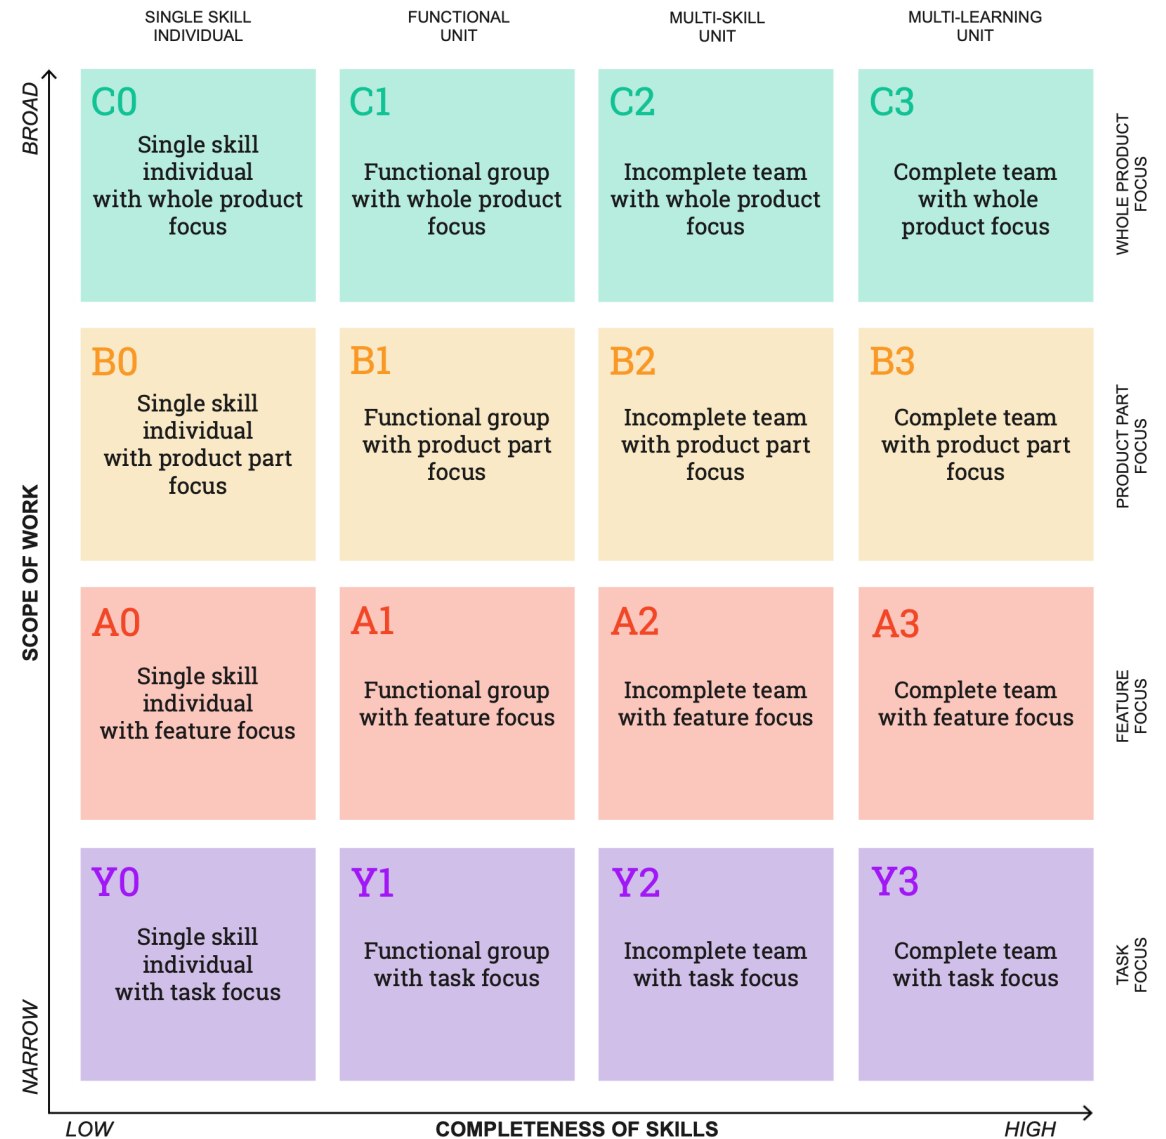 SINGLE SKILL
INDIVIDUAL
FUNCTIONAL
UNIT
MULTI-SKILL
UNIT
MULTI-LEARNING
UNIT
BROAD
C0
Single skill
individual
with whole product
focus
C1
Functional group
with whole product
focus
C2
Incomplete team
with whole product
focus
C3
Complete team
with whole
product focus
WHOLE PRODUCT
FOCUS
B0
Single skill
individual
with product part
focus
B1
Functional group
with product part
focus
B2
Incomplete team
with product part
focus
B3
Complete team
with product part
focus
PRODUCT PART
FOCUS
SCOPE OF WORK
A0
Single skill
individual
with feature focus
A1
Functional group
with feature focus
A2
Incomplete team
with feature focus
A3
Complete team
with feature focus
FEATURE
FOCUS
Y0
Single skill
individual
with task focus
Y1
Functional group
with task focus
Y2
Incomplete team
with task focus
Y3
Complete team
with task focus
TASK
FOCUS
NARROW
LOW
COMPLETENESS OF SKILLS
HIGH